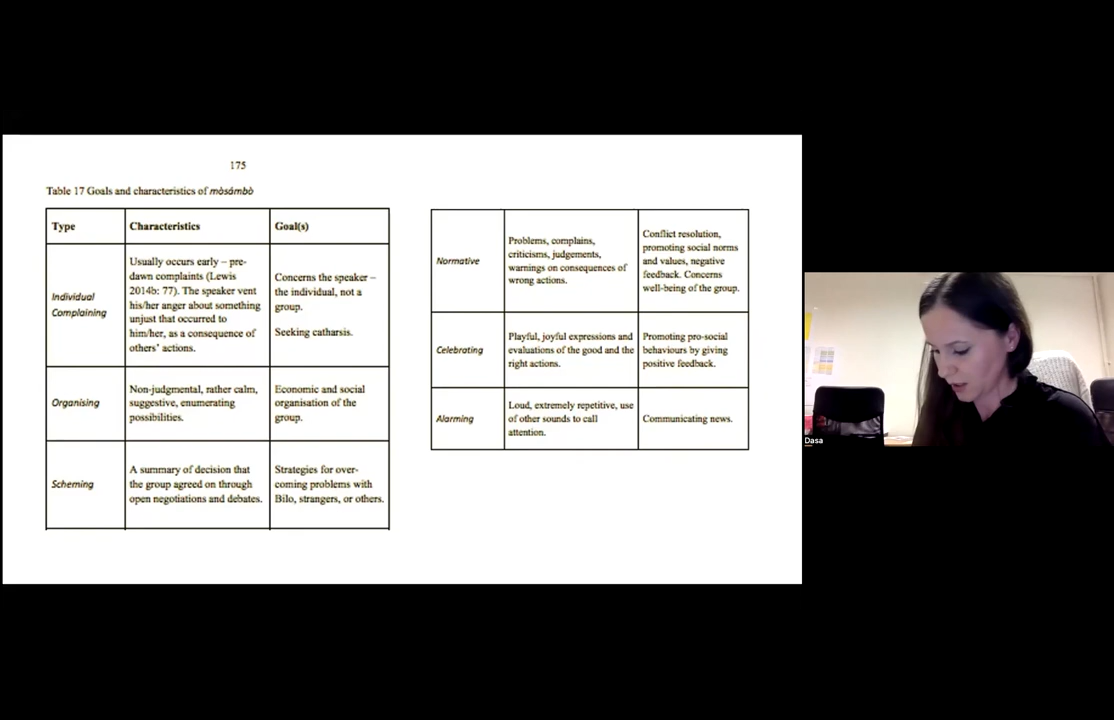 175
Table 17 Goals and characteristics of mòsámbò
Type
Characteristics
Goal(s)
Individual
Complaining
Usually occurs early – pre-
dawn complaints (Lewis
2014b: 77). The speaker vent
his/her anger about something
unjust that occurred to
him/her, as a consequence of
others' actions.
Concerns the speaker –
the individual, not a
group.
Seeking catharsis.
Organising
Non-judgmental, rather calm,
suggestive, enumerating
possibilities.
Economic and social
organisation of the
group.
Scheming
A summary of decision that
the group agreed on through
open negotiations and debates.
Strategies for over-
coming problems with
Bilo, strangers, or others.
Normative
Problems, complains,
criticisms, judgements,
warnings on consequences of
wrong actions.
Conflict resolution,
promoting social norms
and values, negative
feedback. Concerns
well-being of the group.
Celebrating
Playful, joyful expressions and
evaluations of the good and the
right actions.
Promoting pro-social
behaviours by giving
positive feedback.
Alarming
Loud, extremely repetitive, use
of other sounds to call
attention.
Communicating news.
Dasa